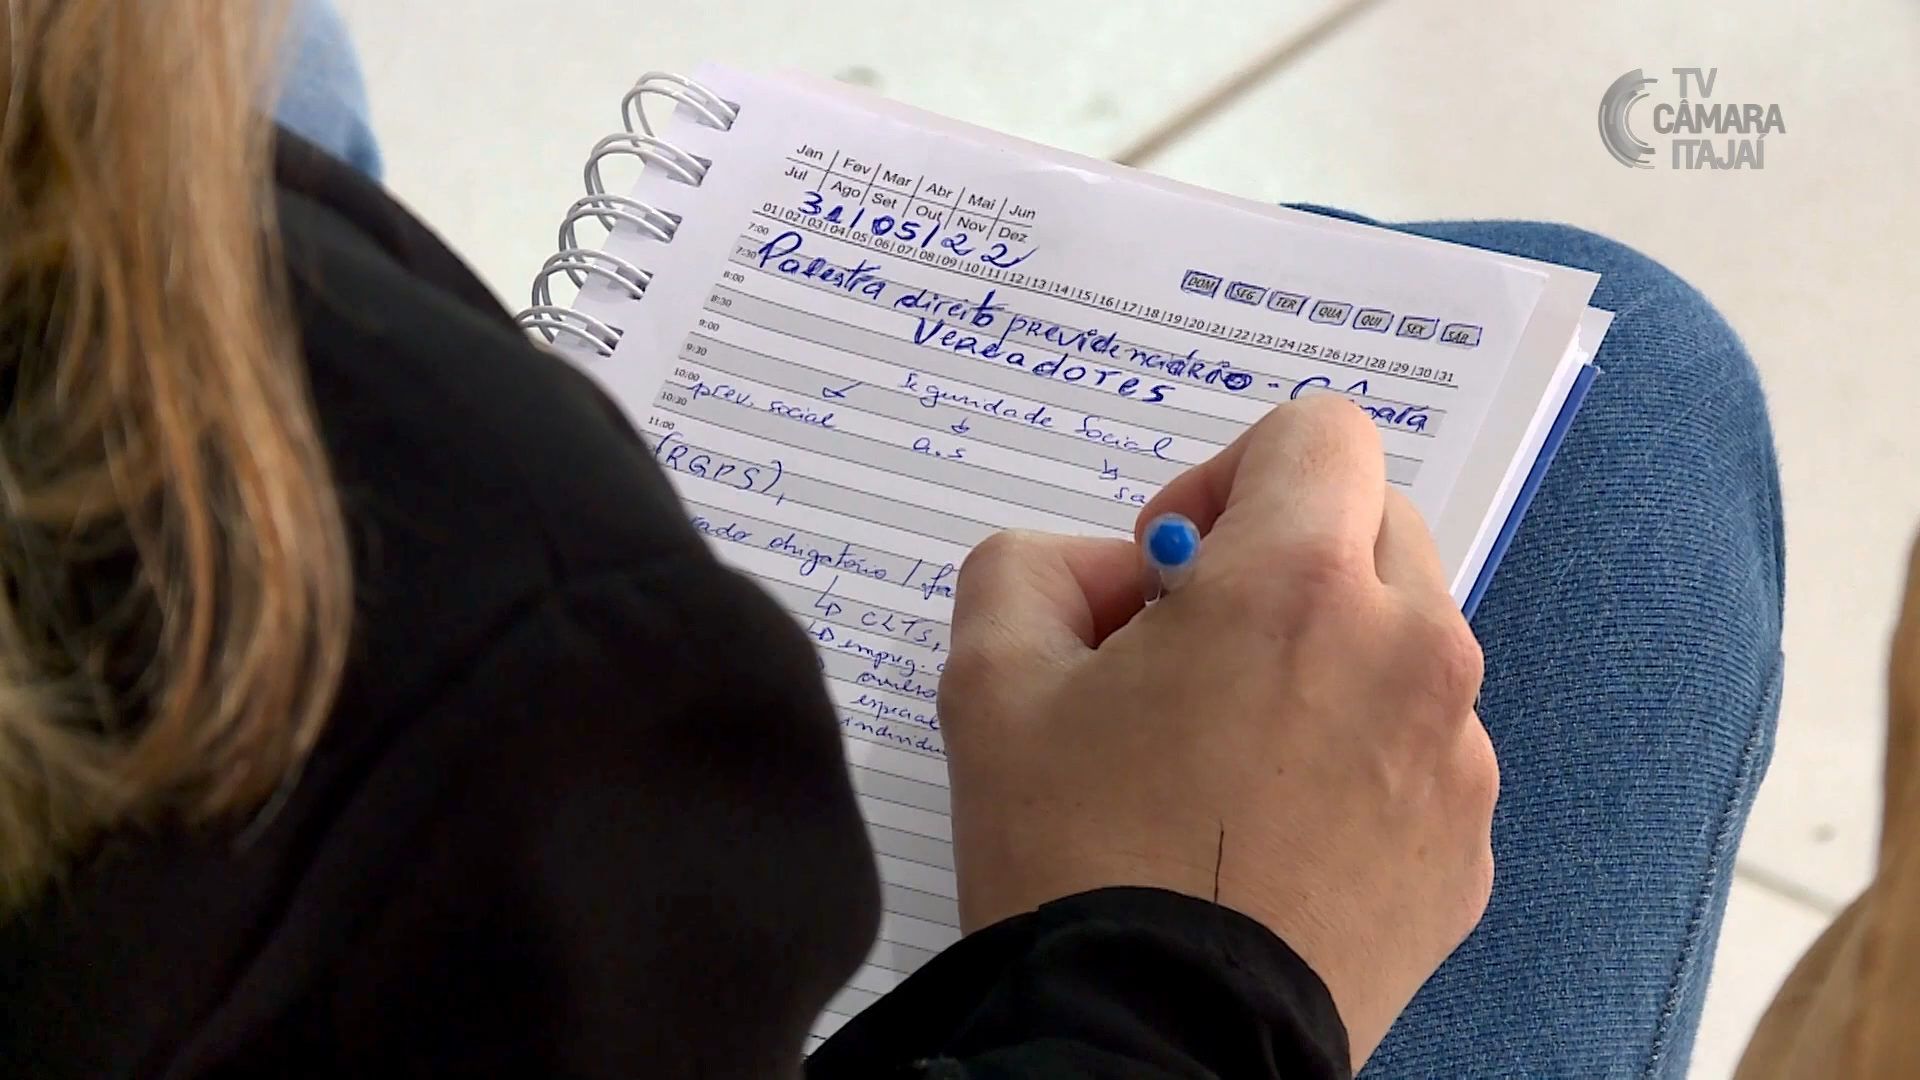 TV
CÂMARA
ITAJAÍ
Jan | Fev | Mar | Abr | Mai | Jun
Jul | Ago | Set | Out | Nov | Dez
31/05/22
01|02|03|04|05|06|07|08|09|10|11|12|13|14|15|16|17|18|19|20|21|22|23|24|25|26|27|28|29|30|31
DOM SEG TER QUA QUI SEX SÁB
7:00
7:30
8:00
8:30
9:00
9:30
10:00
10:30
11:00
Palestra direito previdenciário -
Vereadores
Seguridade Social
prev. social a.s sa
(RGPS),
obrigatório /
↳ CLTs,
↳ empreg.
especial